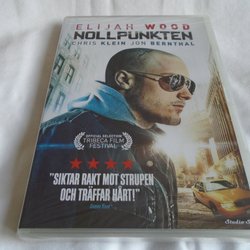 ELIJAH WOOD
NOLLPUNKTEN
CHRIS KLEIN JON BERNTHAL
OFFICIAL SELECTION
TRIBECA FILM
FESTIVAL
"SIKTAR RAKT MOT STRUPEN
OCH TRÄFFAR HÅRT!"
Studio S